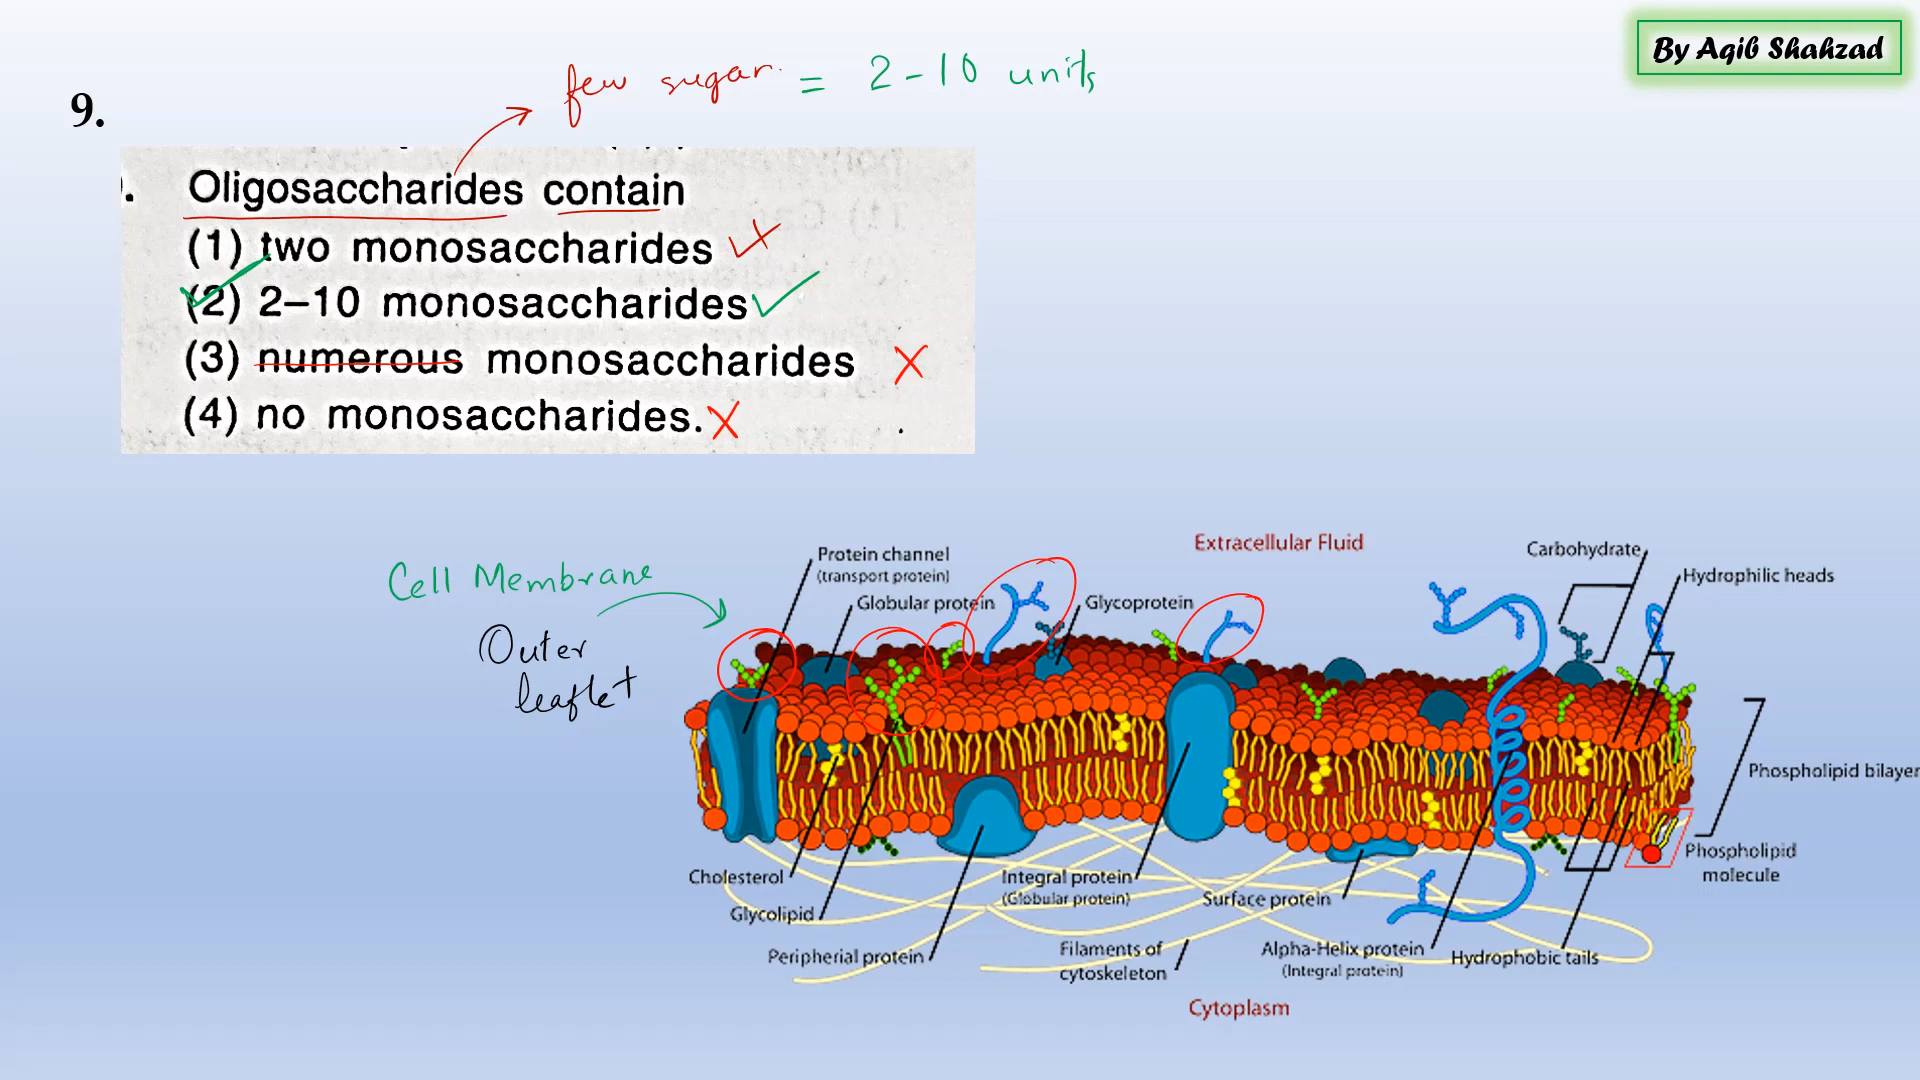 By Aqib Shahzad
few sugar = 2-10 units
9.
. Oligosaccharides contain
(1) two monosaccharides
(2) 2–10 monosaccharides
(3) numerous monosaccharides
(4) no monosaccharides.
Cell Membrane
Outer
leaflet
Extracellular Fluid
Protein channel
(transport protein)
Globular protein
Glycoprotein
Carbohydrate
Hydrophilic heads
Phospholipid bilayer
Phospholipid
molecule
Cholesterol
Glycolipid
Peripherial protein
Integral protein
(Globular protein)
Filaments of
cytoskeleton
Surface protein
Alpha-Helix protein
(Integral protein)
Hydrophobic tails
Cytoplasm